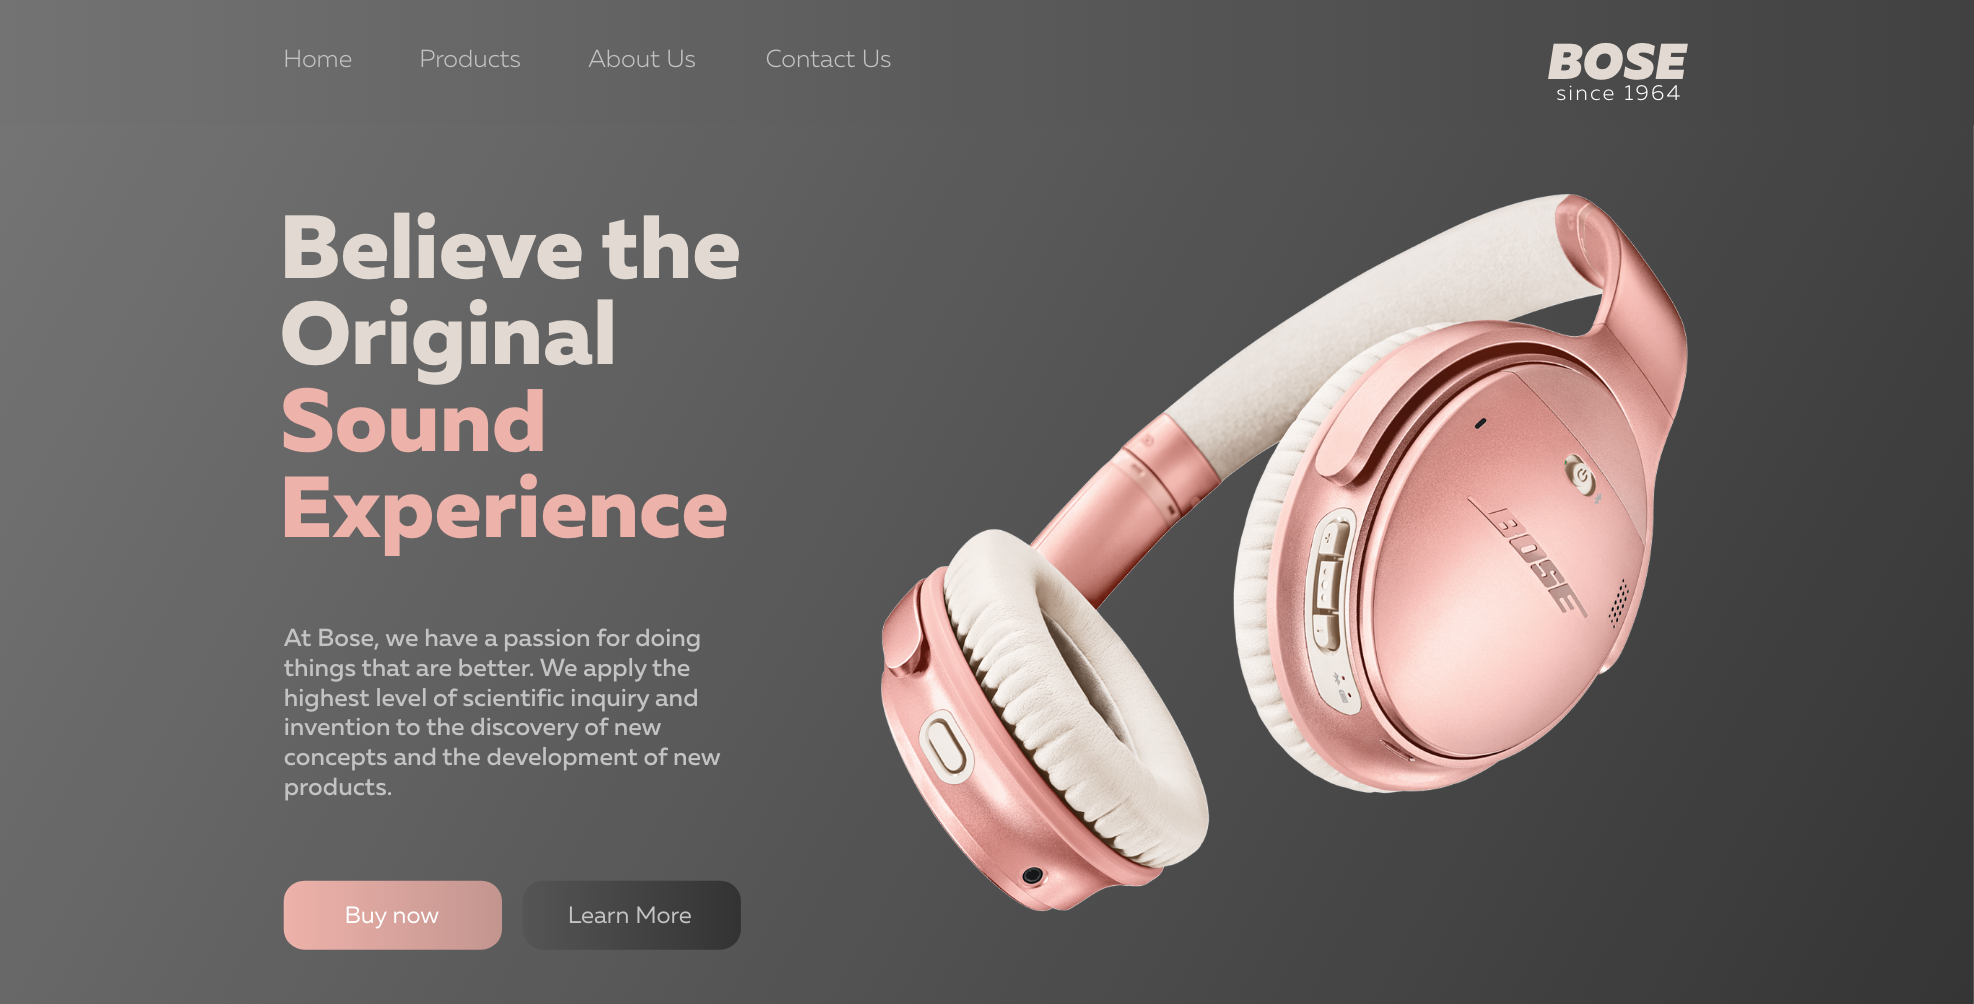 Home Products About Us Contact Us
BOSE
since 1964
Believe the
Original
Sound
Experience
At Bose, we have a passion for doing
things that are better. We apply the
highest level of scientific inquiry and
invention to the discovery of new
concepts and the development of new
products.
Buy now Learn More
BOSE